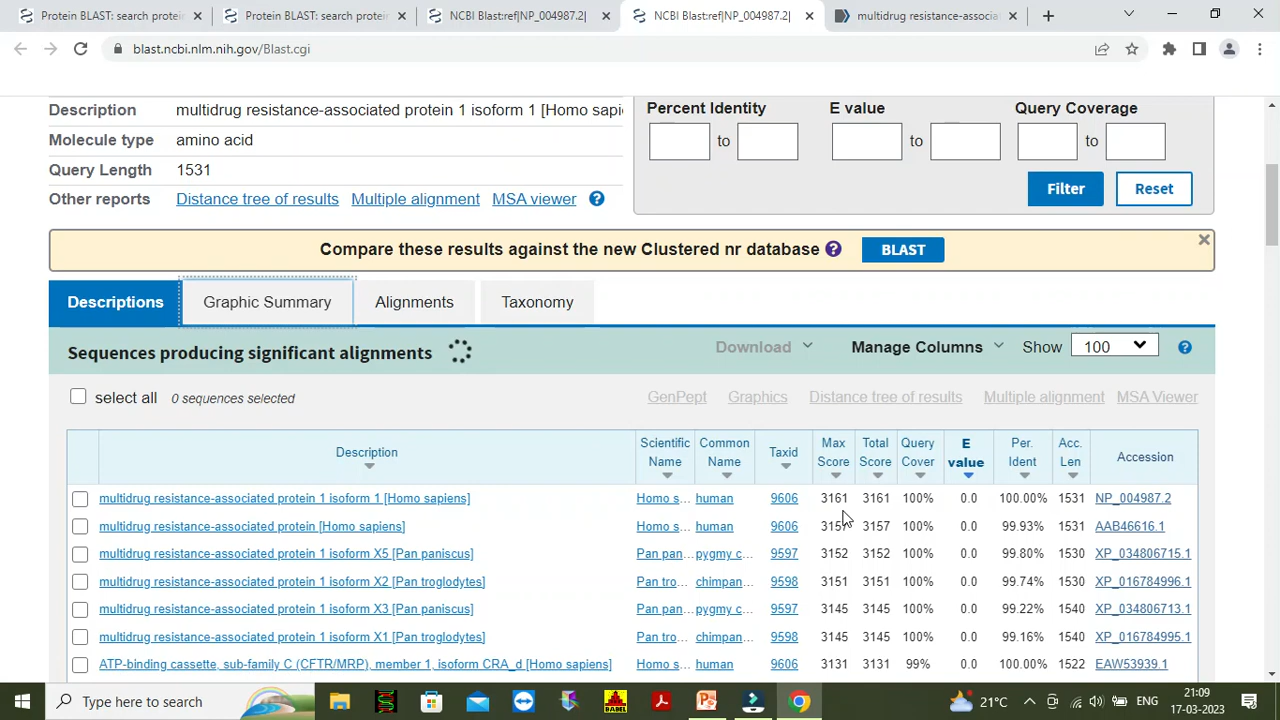 Protein BLAST: search protein
Protein BLAST: search protein
NCBI Blast:ref|NP_004987.2|
NCBI Blast:ref|NP_004987.2|
multidrug resistance-associat
blast.ncbi.nlm.nih.gov/Blast.cgi
Description multidrug resistance-associated protein 1 isoform 1 [Homo sapi
Molecule type amino acid
Query Length 1531
Other reports Distance tree of results Multiple alignment MSA viewer ?
Percent Identity E value Query Coverage
to to to
Filter Reset
Compare these results against the new Clustered nr database ? BLAST
Descriptions Graphic Summary Alignments Taxonomy
Sequences producing significant alignments Download Manage Columns Show 100 ?
select all 0 sequences selected GenPept Graphics Distance tree of results Multiple alignment MSA Viewer
Description Scientific Name Common Name Taxid Max Score Total Score Query Cover E value Per. Ident Acc. Len Accession
multidrug resistance-associated protein 1 isoform 1 [Homo sapiens] Homo s... human 9606 3161 3161 100% 0.0 100.00% 1531 NP_004987.2
multidrug resistance-associated protein [Homo sapiens] Homo s... human 9606 3157 3157 100% 0.0 99.93% 1531 AAB46616.1
multidrug resistance-associated protein 1 isoform X5 [Pan paniscus] Pan pan... pygmy c... 9597 3152 3152 100% 0.0 99.80% 1530 XP_034806715.1
multidrug resistance-associated protein 1 isoform X2 [Pan troglodytes] Pan tro... chimpan... 9598 3151 3151 100% 0.0 99.74% 1530 XP_016784996.1
multidrug resistance-associated protein 1 isoform X3 [Pan paniscus] Pan pan... pygmy c... 9597 3145 3145 100% 0.0 99.22% 1540 XP_034806713.1
multidrug resistance-associated protein 1 isoform X1 [Pan troglodytes] Pan tro... chimpan... 9598 3145 3145 100% 0.0 99.16% 1540 XP_016784995.1
ATP-binding cassette, sub-family C (CFTR/MRP), member 1, isoform CRA_d [Homo sapiens] Homo s... human 9606 3131 3131 99% 0.0 100.00% 1522 EAW53939.1
Type here to search
BABEL
21°C
ENG
21:09
17-03-2023